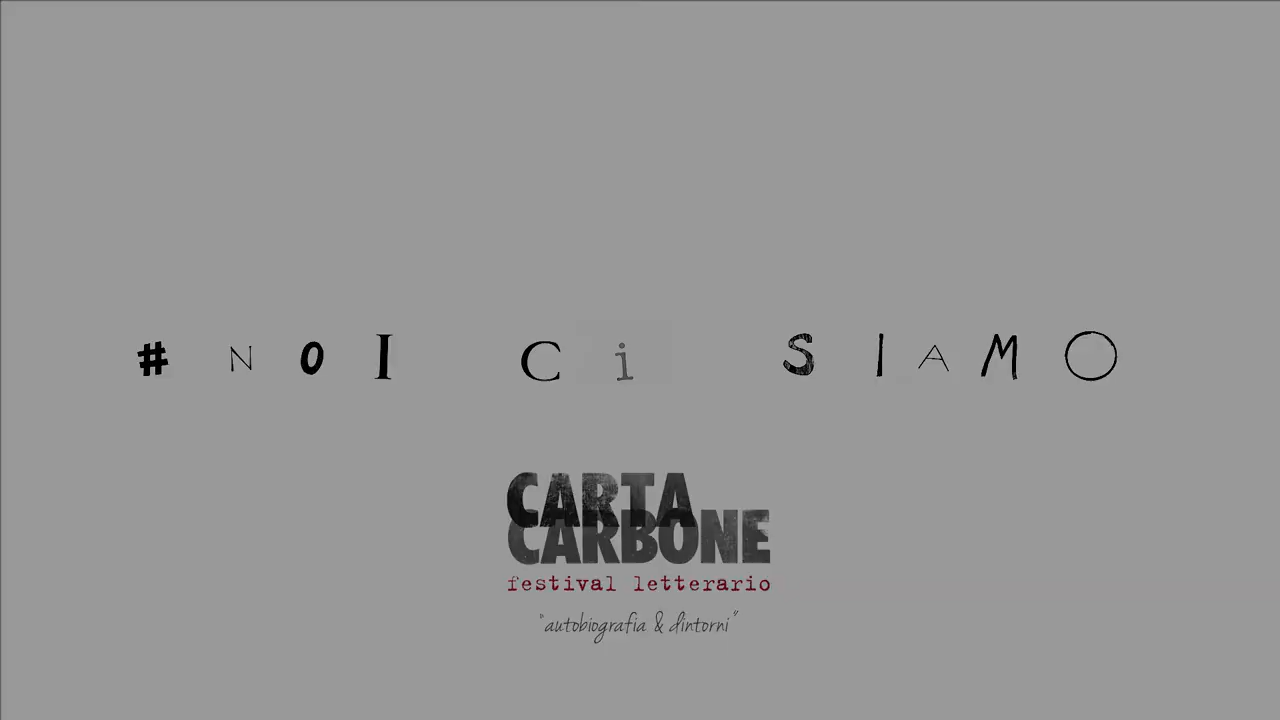 #NOI Ci SIAMO
CARTA
CARBONE
festival letterario
"autobiografia & dintorni"